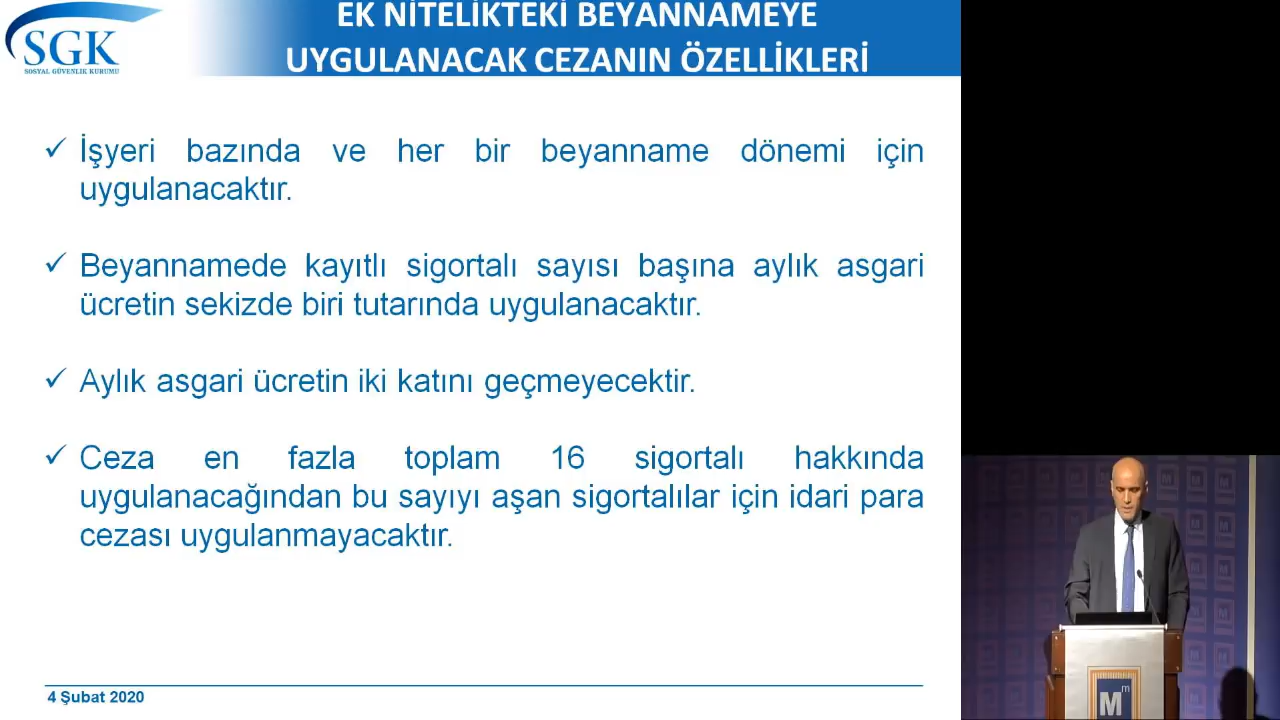 EK NİTELİKTEKİ BEYANNAMEYE
UYGULANACAK CEZANIN ÖZELLİKLERİ
SGK
SOSYAL GÜVENLİK KURUMU
✓ İşyeri bazında ve her bir beyanname dönemi için
uygulanacaktır.
✓ Beyannamede kayıtlı sigortalı sayısı başına aylık asgari
ücretin sekizde biri tutarında uygulanacaktır.
✓ Aylık asgari ücretin iki katını geçmeyecektir.
✓ Ceza en fazla toplam 16 sigortalı hakkında
uygulanacağından bu sayıyı aşan sigortalılar için idari para
cezası uygulanmayacaktır.
4 Şubat 2020
Mm